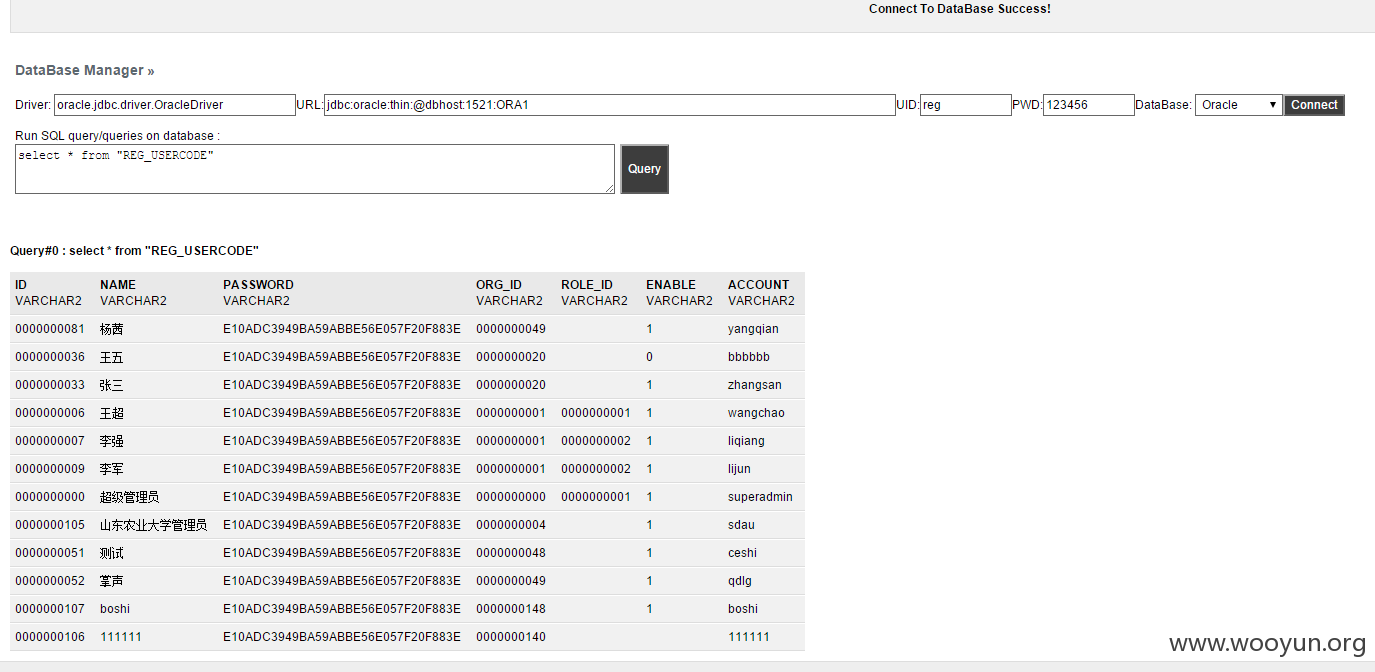 Connect To DataBase Success!
DataBase Manager »
Driver: oracle.jdbc.driver.OracleDriver URL: jdbc:oracle:thin:@dbhost:1521:ORA1 UID: reg PWD: 123456 DataBase: Oracle ▼ Connect
Run SQL query/queries on database :
select * from "REG_USERCODE"
Query
Query#0 : select * from "REG_USERCODE"
ID NAME PASSWORD ORG_ID ROLE_ID ENABLE ACCOUNT
VARCHAR2 VARCHAR2 VARCHAR2 VARCHAR2 VARCHAR2 VARCHAR2 VARCHAR2
0000000081 杨茜 E10ADC3949BA59ABBE56E057F20F883E 0000000049 1 yangqian
0000000036 王五 E10ADC3949BA59ABBE56E057F20F883E 0000000020 0 bbbbbb
0000000033 张三 E10ADC3949BA59ABBE56E057F20F883E 0000000020 1 zhangsan
0000000006 王超 E10ADC3949BA59ABBE56E057F20F883E 0000000001 0000000001 1 wangchao
0000000007 李强 E10ADC3949BA59ABBE56E057F20F883E 0000000001 0000000002 1 liqiang
0000000009 李军 E10ADC3949BA59ABBE56E057F20F883E 0000000001 0000000002 1 lijun
0000000000 超级管理员 E10ADC3949BA59ABBE56E057F20F883E 0000000000 0000000001 1 superadmin
0000000105 山东农业大学管理员 E10ADC3949BA59ABBE56E057F20F883E 0000000004 1 sdau
0000000051 测试 E10ADC3949BA59ABBE56E057F20F883E 0000000048 1 ceshi
0000000052 掌声 E10ADC3949BA59ABBE56E057F20F883E 0000000049 1 qdlg
0000000107 boshi E10ADC3949BA59ABBE56E057F20F883E 0000000148 1 boshi
0000000106 111111 E10ADC3949BA59ABBE56E057F20F883E 0000000140 111111
www.wooyun.org